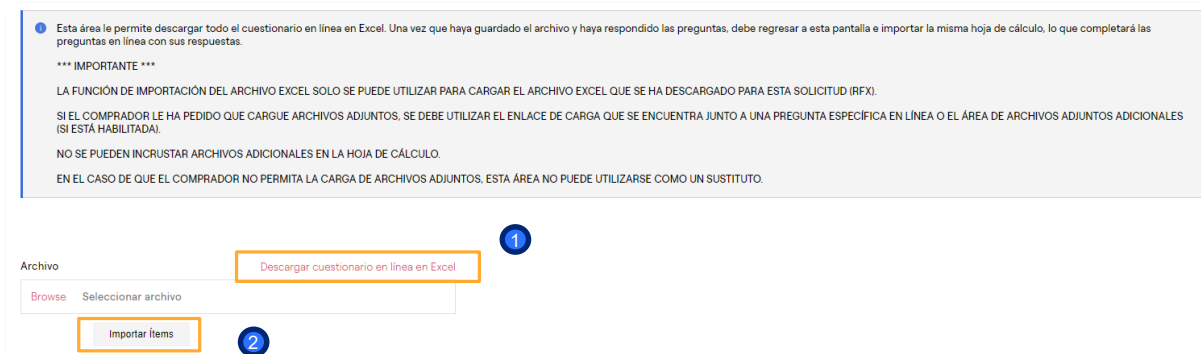 Esta área le permite descargar todo el cuestionario en línea en Excel. Una vez que haya guardado el archivo y haya respondido las preguntas, debe regresar a esta pantalla e importar la misma hoja de cálculo, lo que completará las
preguntas en línea con sus respuestas.
*** IMPORTANTE ***
LA FUNCIÓN DE IMPORTACIÓN DEL ARCHIVO EXCEL SOLO SE PUEDE UTILIZAR PARA CARGAR EL ARCHIVO EXCEL QUE SE HA DESCARGADO PARA ESTA SOLICITUD (RFX).
SI EL COMPRADOR LE HA PEDIDO QUE CARGUE ARCHIVOS ADJUNTOS, SE DEBE UTILIZAR EL ENLACE DE CARGA QUE SE ENCUENTRA JUNTO A UNA PREGUNTA ESPECÍFICA EN LÍNEA O EL ÁREA DE ARCHIVOS ADJUNTOS ADICIONALES
(SI ESTÁ HABILITADA).
NO SE PUEDEN INCRUSTAR ARCHIVOS ADICIONALES EN LA HOJA DE CÁLCULO.
EN EL CASO DE QUE EL COMPRADOR NO PERMITA LA CARGA DE ARCHIVOS ADJUNTOS, ESTA ÁREA NO PUEDE UTILIZARSE COMO UN SUSTITUTO.
1
Archivo Descargar cuestionario en línea en Excel
Browse Seleccionar archivo
Importar Ítems
2